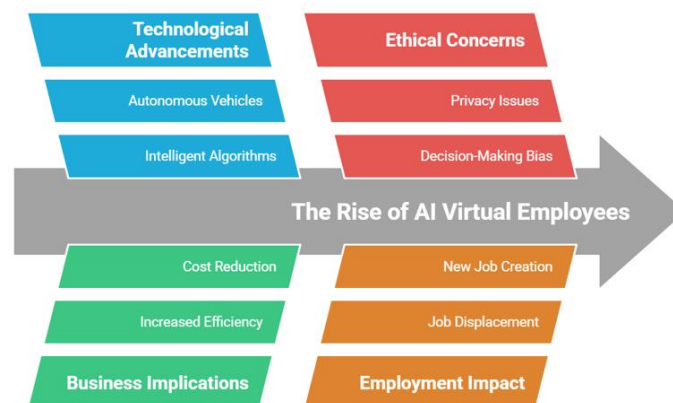 Technological
Advancements
Ethical Concerns
Autonomous Vehicles
Privacy Issues
Intelligent Algorithms
Decision-Making Bias
The Rise of AI Virtual Employees
Cost Reduction
New Job Creation
Increased Efficiency
Job Displacement
Business Implications
Employment Impact